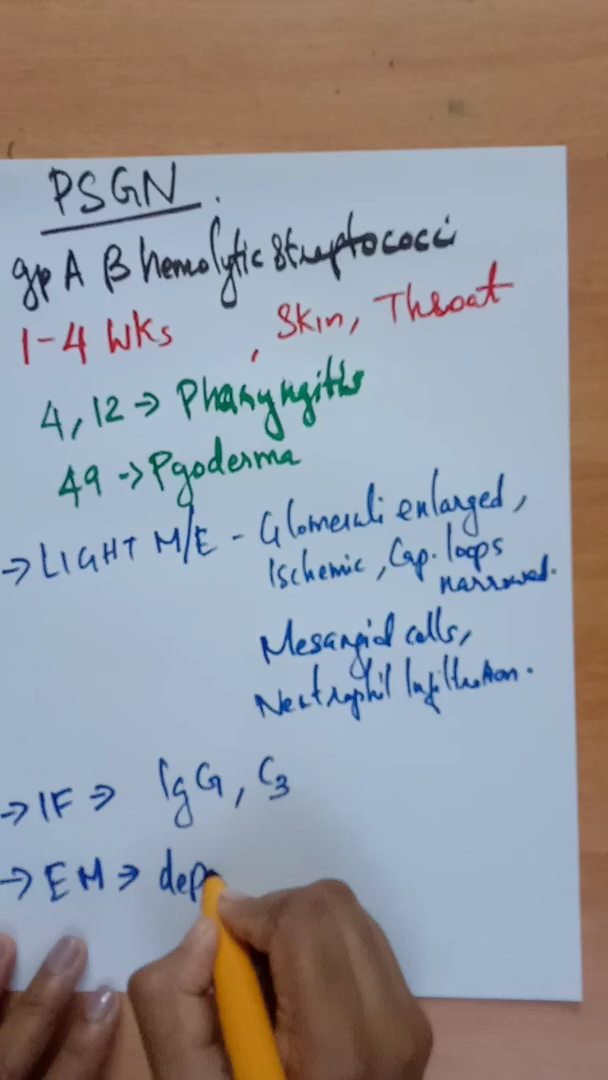 PSGN.
gp A β hemolytic Streptococci
1-4 Wks , Skin, Throat
4, 12 → Pharyngitis
49 → Pyoderma
→ LIGHT M/E - Glomeruli enlarged,
Ischemic, Cap. loops
narrowed.
Mesangial cells,
Neutrophil Infiltration.
→ IF → IgG, C3
→ EM → dep